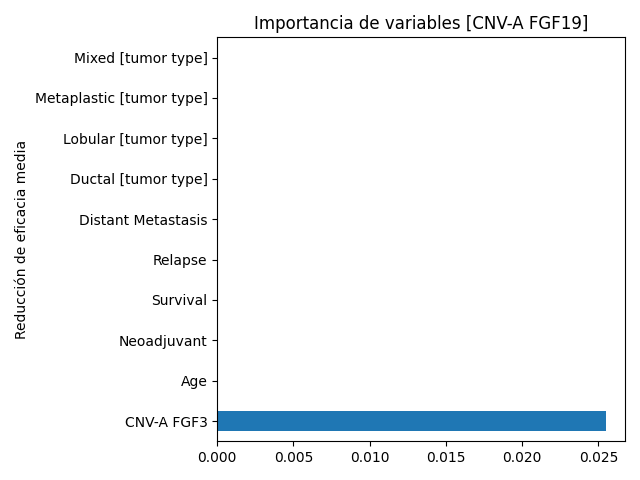 Importancia de variables [CNV-A FGF19]
Reducción de eficacia media
Mixed [tumor type]
Metaplastic [tumor type]
Lobular [tumor type]
Ductal [tumor type]
Distant Metastasis
Relapse
Survival
Neoadjuvant
Age
CNV-A FGF3
0.000 0.005 0.010 0.015 0.020 0.025